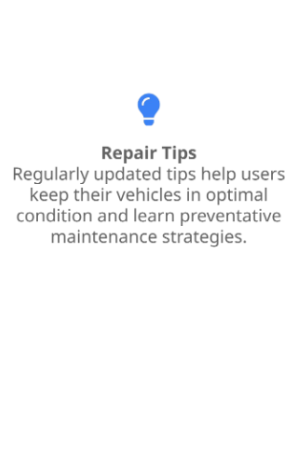 Repair Tips
Regularly updated tips help users
keep their vehicles in optimal
condition and learn preventative
maintenance strategies.